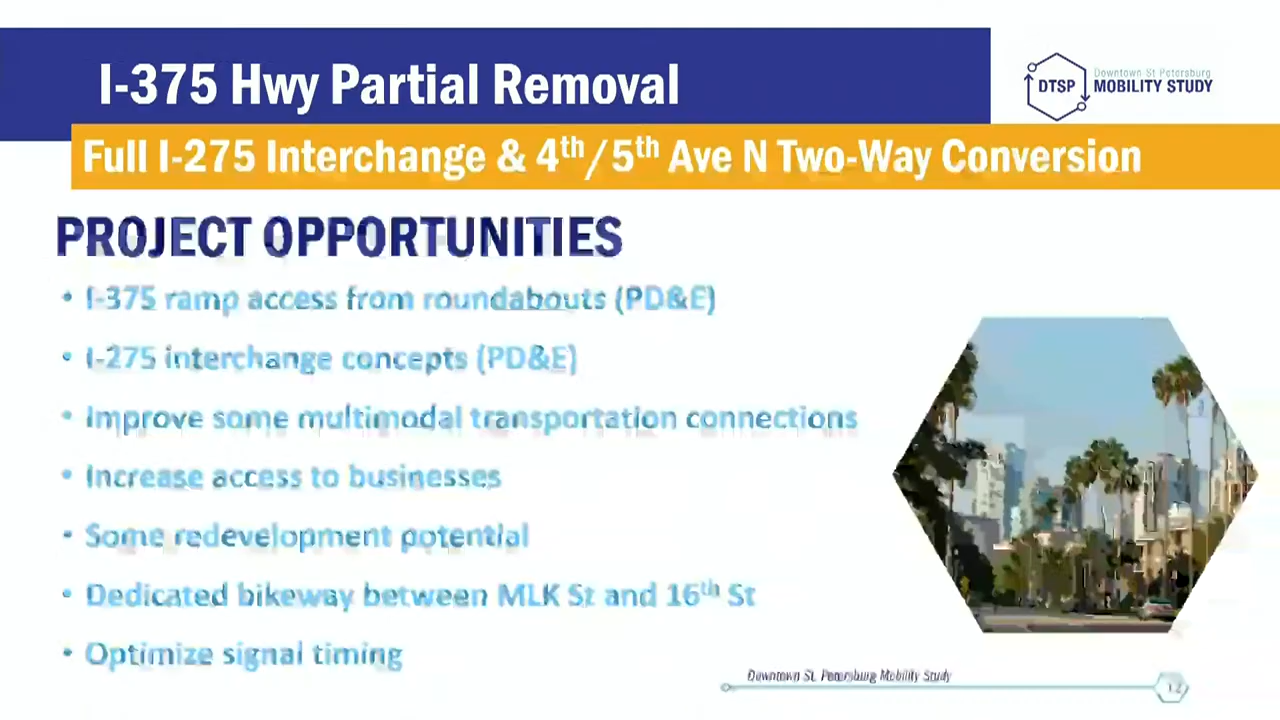 I-375 Hwy Partial Removal
DTSP
Downtown St Petersburg
MOBILITY STUDY
Full I-275 Interchange & 4th/5th Ave N Two-Way Conversion
PROJECT OPPORTUNITIES
• I-375 ramp access from roundabouts (PD&E)
• I-275 interchange concepts (PD&E)
• Improve some multimodal transportation connections
• Increase access to businesses
• Some redevelopment potential
• Dedicated bikeway between MLK St and 16th St
• Optimize signal timing
Downtown St. Petersburg Mobility Study
12